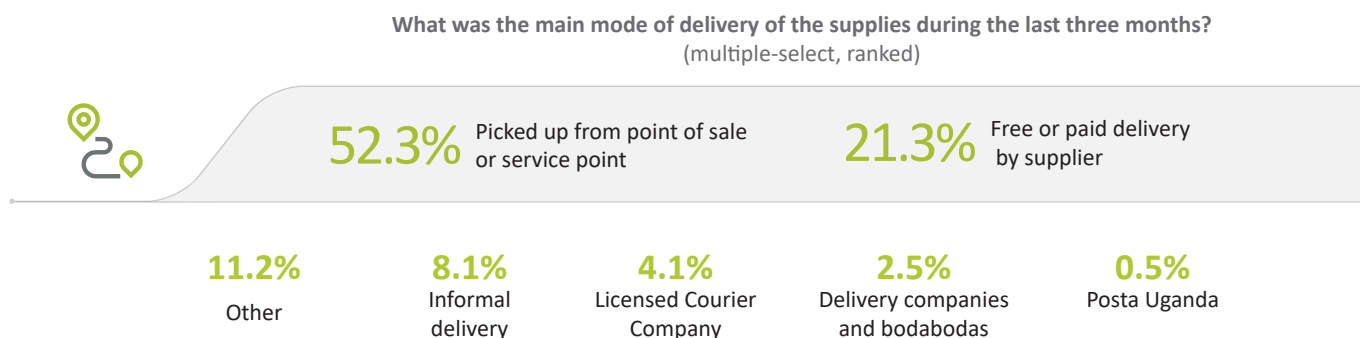 What was the main mode of delivery of the supplies during the last three months?
(multiple-select, ranked)
52.3%
Picked up from point of sale
or service point
21.3%
Free or paid delivery
by supplier
11.2%
Other
8.1%
Informal
delivery
4.1%
Licensed Courier
Company
2.5%
Delivery companies
and bodabodas
0.5%
Posta Uganda